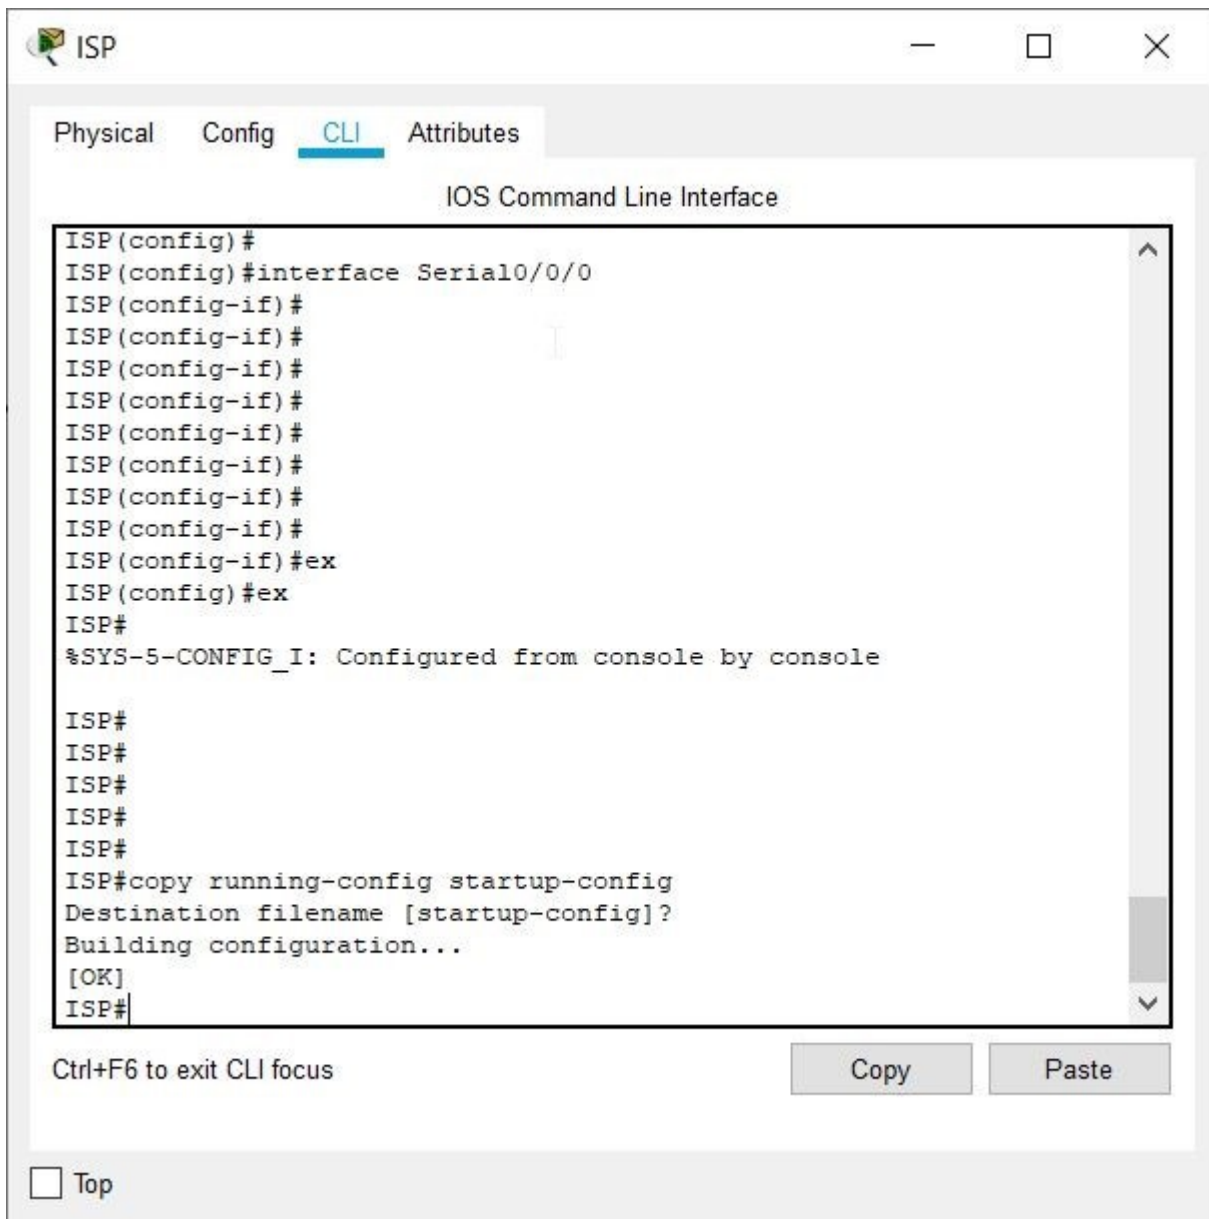 ISP
Physical Config CLI Attributes
IOS Command Line Interface
ISP(config)#
ISP(config)#interface Serial0/0/0
ISP(config-if)#
ISP(config-if)#
ISP(config-if)#
ISP(config-if)#
ISP(config-if)#
ISP(config-if)#
ISP(config-if)#
ISP(config-if)#
ISP(config-if)#ex
ISP(config)#ex
ISP#
%SYS-5-CONFIG_I: Configured from console by console
ISP#
ISP#
ISP#
ISP#
ISP#
ISP#copy running-config startup-config
Destination filename [startup-config]?
Building configuration...
[OK]
ISP#
Ctrl+F6 to exit CLI focus Copy Paste
Top